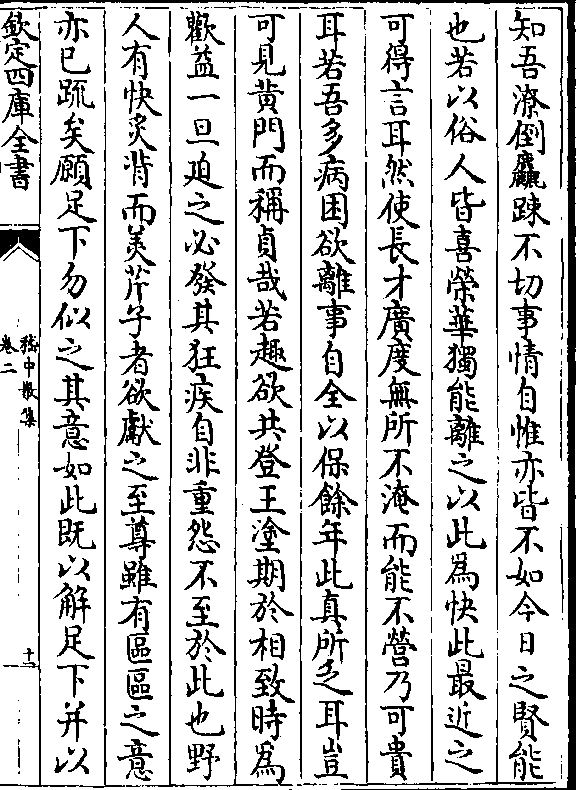 知吾潦倒麤踈不切事情自惟亦皆不如今日之賢能
也若以俗人皆喜榮華獨能離之以此為快此最近之
可得言耳然使長才廣度無所不淹而能不營乃可貴
耳若吾多病困欲離事自全以保餘年此真所乏耳豈
可見黄門而稱貞哉若趣欲共登王塗期於相致時為
歡益一旦迫之必發其狂疾自非重怨不至於此也野
人有快炙背而美芹子者欲獻之至尊雖有區區之意
亦已疏矣願足下勿似之其意如此既以解足下并以
欽定四庫全書
嵇中散集
卷二
十一